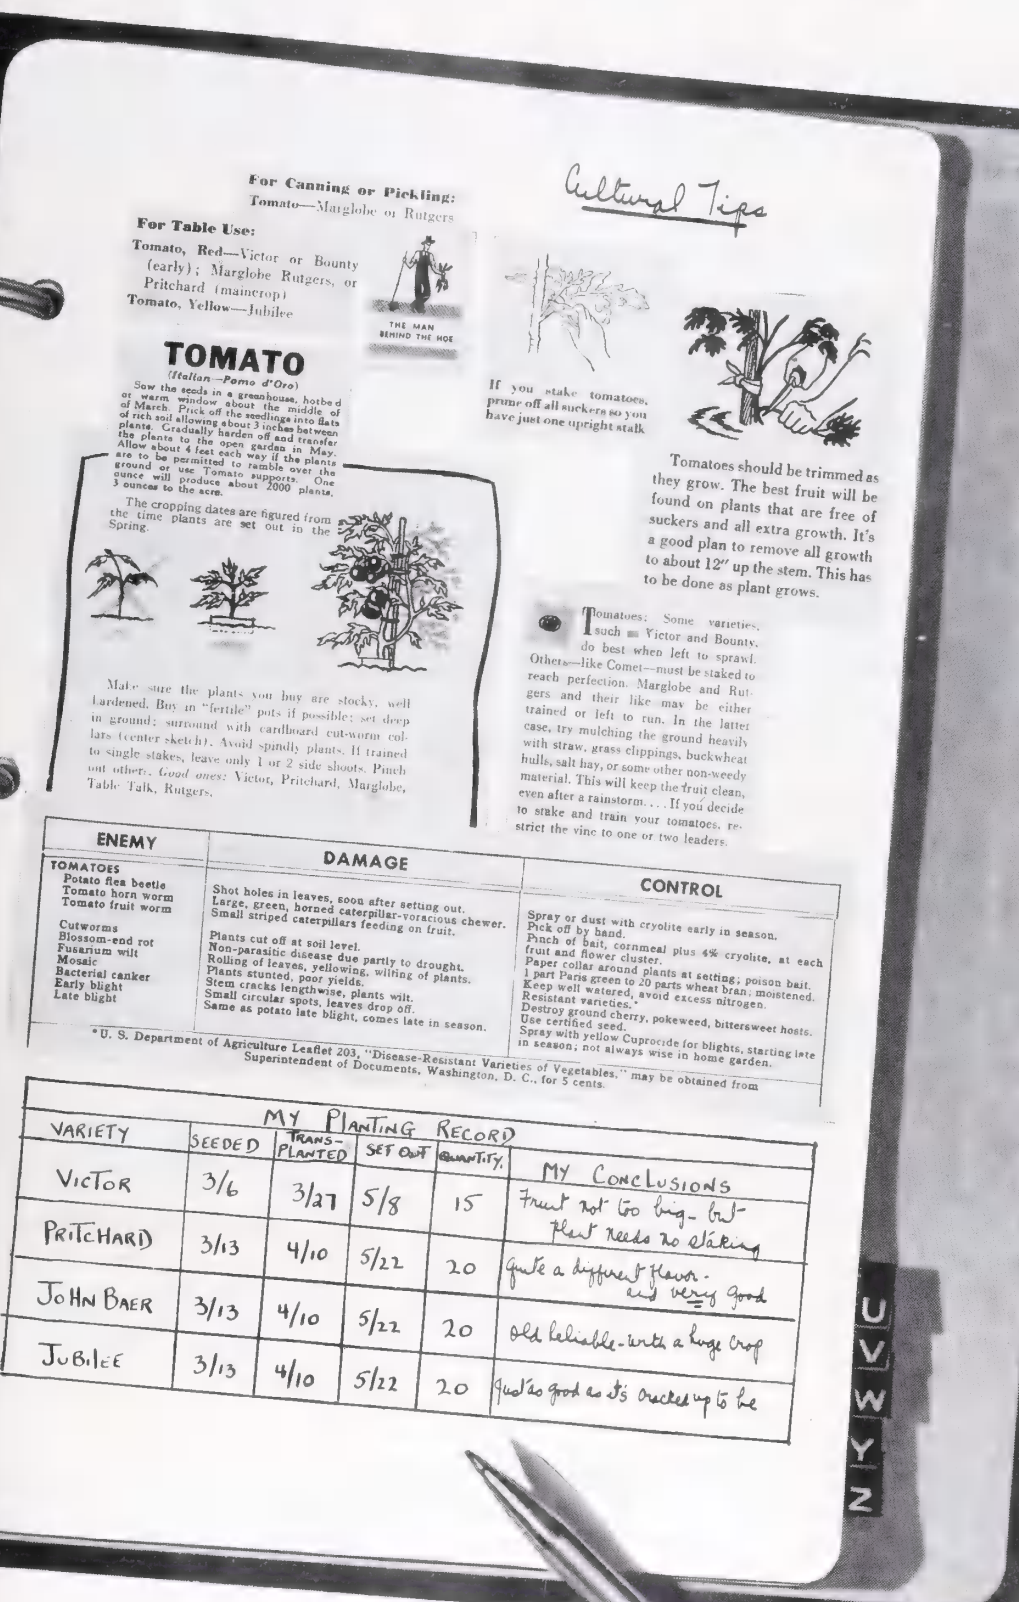 Cultural Tips
For Canning or Pickling:
Tomato—Marglobe or Rutgers
For Table Use:
Tomato, Red—Victor or Bounty
(early); Marglobe Rutgers, or
Pritchard (maincrop)
Tomato, Yellow—Jubilee
THE MAN
BEHIND THE HOE
TOMATO
(Italian—Pomo d'Oro)
Sow the seeds in a greenhouse, hotbed
or warm window about the middle of
of March. Prick off the seedlings into flats
of rich soil allowing about 3 inches between
plants. Gradually harden off and transfer
the plants to the open garden in May.
Allow about 4 feet each way if the plants
are to be permitted to ramble over the
ground or use Tomato supports. One
ounce will produce about 2000 plants,
3 ounces to the acre.
The cropping dates are figured from
the time plants are set out in the
Spring.
Make sure the plants you buy are stocky, well
hardened. Buy in "fertile" pots if possible; set deep
in ground; surround with cardboard cut-worm col-
lars (center sketch). Avoid spindly plants. If trained
to single stakes, leave only 1 or 2 side shoots. Pinch
out others. Good ones: Victor, Pritchard, Marglobe,
Table Talk, Rutgers.
If you stake tomatoes,
prune off all suckers so you
have just one upright stalk
Tomatoes should be trimmed as
they grow. The best fruit will be
found on plants that are free of
suckers and all extra growth. It's
a good plan to remove all growth
to about 12" up the stem. This has
to be done as plant grows.
Tomatoes: Some varieties,
such as Victor and Bounty,
do best when left to sprawl.
Others—like Comet—must be staked to
reach perfection. Marglobe and Rut-
gers and their like may be either
trained or left to run. In the latter
case, try mulching the ground heavily
with straw, grass clippings, buckwheat
hulls, salt hay, or some other non-weedy
material. This will keep the fruit clean,
even after a rainstorm.... If you decide
to stake and train your tomatoes, re-
strict the vine to one or two leaders.
ENEMY DAMAGE CONTROL
TOMATOES
Potato flea beetle
Tomato horn worm
Tomato fruit worm
Cutworms
Blossom-end rot
Fusarium wilt
Mosaic
Bacterial canker
Early blight
Late blight
Shot holes in leaves, soon after setting out.
Large, green, horned caterpillar-voracious chewer.
Small striped caterpillars feeding on fruit.
Plants cut off at soil level.
Non-parasitic disease due partly to drought.
Rolling of leaves, yellowing, wilting of plants.
Plants stunted, poor yields.
Stem cracks lengthwise, plants wilt.
Small circular spots, leaves drop off.
Same as potato late blight, comes late in season.
Spray or dust with cryolite early in season.
Pick off by hand.
Pinch of bait, cornmeal plus 4% cryolite, at each
fruit and flower cluster.
Paper collar around plants at setting; poison bait.
1 part Paris green to 20 parts wheat bran; moistened.
Keep well watered, avoid excess nitrogen.
Resistant varieties.*
Destroy ground cherry, pokeweed, bittersweet hosts.
Use certified seed.
Spray with yellow Cuprocide for blights, starting late
in season; not always wise in home garden.
*U. S. Department of Agriculture Leaflet 203, "Disease-Resistant Varieties of Vegetables," may be obtained from
Superintendent of Documents, Washington, D. C., for 5 cents.
MY PLANTING RECORD
VARIETY SEEDED TRANS-PLANTED SET OUT QUANTITY. MY CONCLUSIONS
VICTOR 3/6 3/27 5/8 15 Fruit not too big—but
plant needs no staking
PRITCHARD 3/13 4/10 5/22 20 Quite a different flavor—
and very good
JOHN BAER 3/13 4/10 5/22 20 Old Reliable—with a huge crop
JUBILEE 3/13 4/10 5/22 20 Just as good as it's cracked up to be
U
V
W
Y
Z